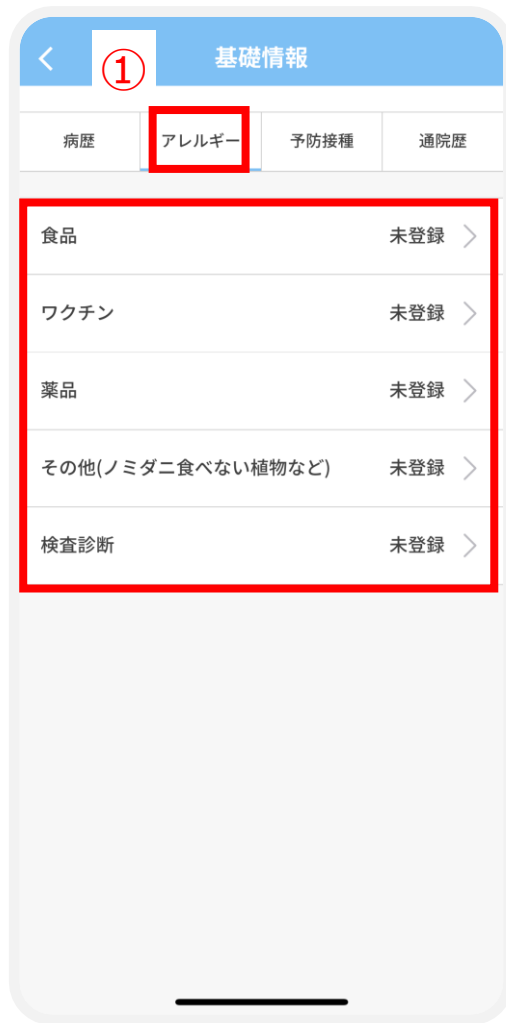 ① 基礎情報
病歴 アレルギー 予防接種 通院歴
食品 未登録
ワクチン 未登録
薬品 未登録
その他(ノミダニ食べない植物など) 未登録
検査診断 未登録